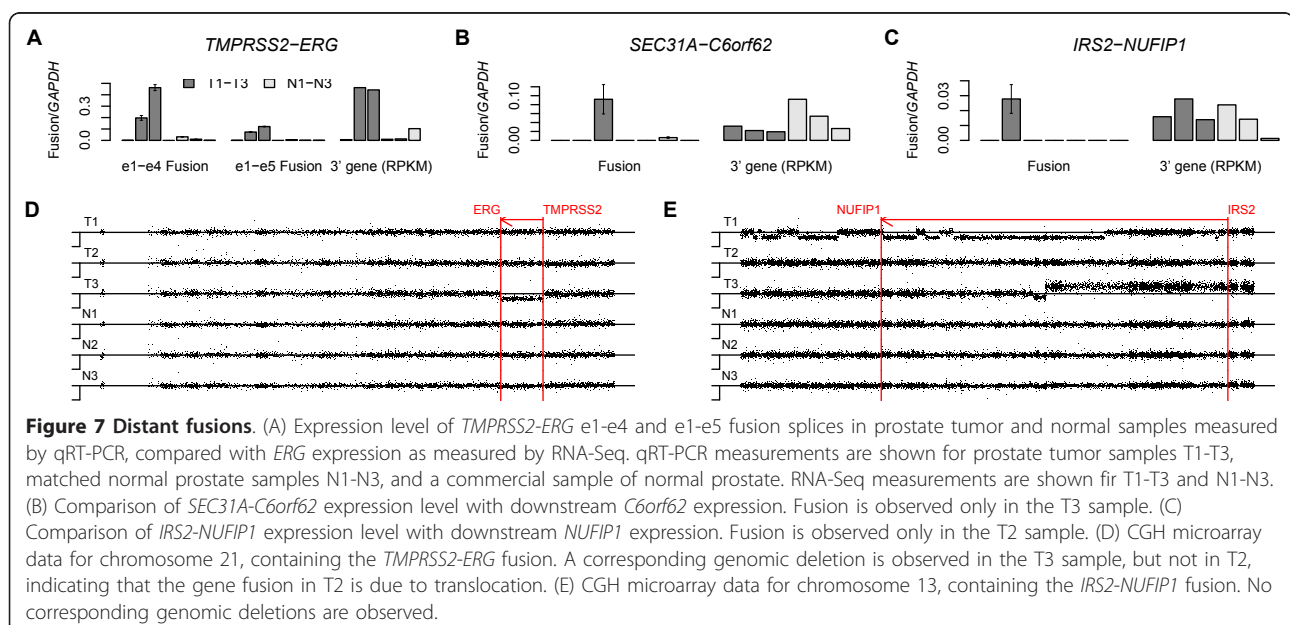 A TMPRSS2–ERG
B SEC31A–C6orf62
C IRS2–NUFIP1
Fusion/GAPDH
0.0 0.3
T1–T3 N1–N3
e1–e4 Fusion e1–e5 Fusion 3' gene (RPKM)
Fusion/GAPDH
0.00 0.10
Fusion 3' gene (RPKM)
Fusion/GAPDH
0.00 0.03
Fusion 3' gene (RPKM)
D
ERG TMPRSS2
T1
T2
T3
N1
N2
N3
E
NUFIP1 IRS2
T1
T2
T3
N1
N2
N3
Figure 7 Distant fusions. (A) Expression level of TMPRSS2-ERG e1-e4 and e1-e5 fusion splices in prostate tumor and normal samples measured
by qRT-PCR, compared with ERG expression as measured by RNA-Seq. qRT-PCR measurements are shown for prostate tumor samples T1-T3,
matched normal prostate samples N1-N3, and a commercial sample of normal prostate. RNA-Seq measurements are shown fir T1-T3 and N1-N3.
(B) Comparison of SEC31A-C6orf62 expression level with downstream C6orf62 expression. Fusion is observed only in the T3 sample. (C)
Comparison of IRS2-NUFIP1 expression level with downstream NUFIP1 expression. Fusion is observed only in the T2 sample. (D) CGH microarray
data for chromosome 21, containing the TMPRSS2-ERG fusion. A corresponding genomic deletion is observed in the T3 sample, but not in T2,
indicating that the gene fusion in T2 is due to translocation. (E) CGH microarray data for chromosome 13, containing the IRS2-NUFIP1 fusion. No
corresponding genomic deletions are observed.